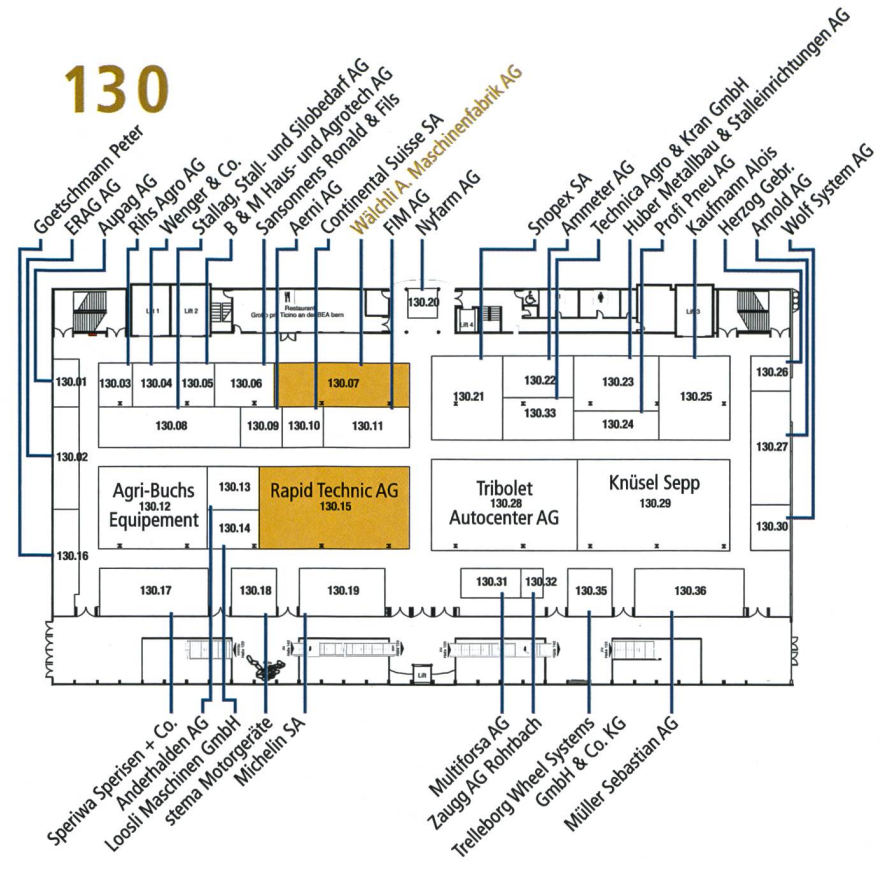 130
Goetschmann Peter
ERAG AG
Aupag AG
Rihs Agro AG
Wenger & Co.
Stallag, Stall- und Silobedarf AG
B & M Haus- und Agrotech AG
Sansonnens Ronald & Fils
Aerni AG
Continental Suisse SA
Wälchli A. Maschinenfabrik AG
FIM AG
Nyfarm AG
Snopex SA
Ammeter AG
Technica Agro & Kran GmbH
Huber Metallbau & Stalleinrichtungen AG
Profi Pneu AG
Kaufmann Alois
Herzog Gebr.
Arnold AG
Wolf System AG
Lift 1
Lift 2
Restaurant
Grotto pro Ticino an der BEA bern
130.20
Lift 4
Lift 3
130.01
130.03
130.04
130.05
130.06
130.07
130.21
130.22
130.23
130.25
130.26
130.33
130.24
130.08
130.09
130.10
130.11
130.02
130.27
Agri-Buchs
130.12
Equipement
130.13
130.14
Rapid Technic AG
130.15
Tribolet
130.28
Autocenter AG
Knüsel Sepp
130.29
130.30
130.16
130.17
130.18
130.19
130.31
130.32
130.35
130.36
Lift
Speriwa Sperisen + Co.
Anderhalden AG
Loosli Maschinen GmbH
stema Motorgeräte
Michelin SA
Multiforsa AG
Zaugg AG Rohrbach
Trelleborg Wheel Systems
GmbH & Co. KG
Müller Sebastian AG